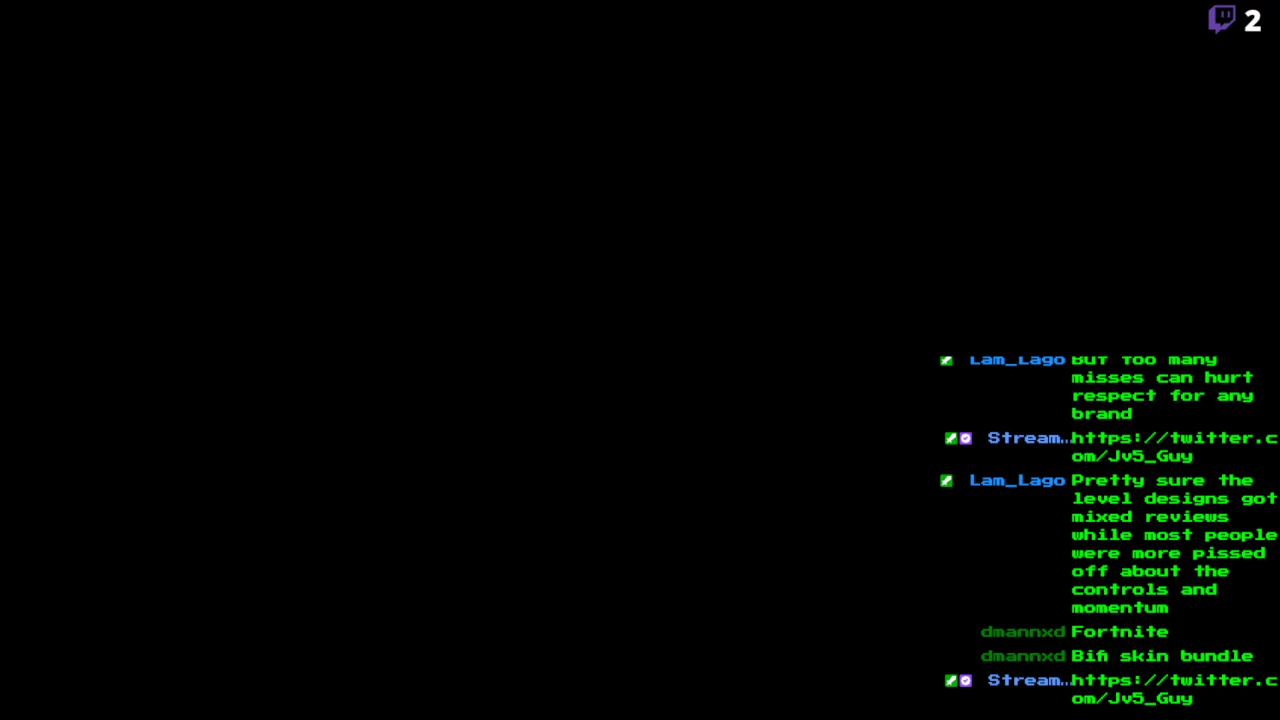 2
Lam_Lago But too many
misses can hurt
respect for any
brand
Stream… https://twitter.c
om/Jv5_Guy
Lam_Lago Pretty sure the
level designs got
mixed reviews
while most people
were more pissed
off about the
controls and
momentum
dmannxd Fortnite
dmannxd Bifi skin bundle
Stream… https://twitter.c
om/Jv5_Guy